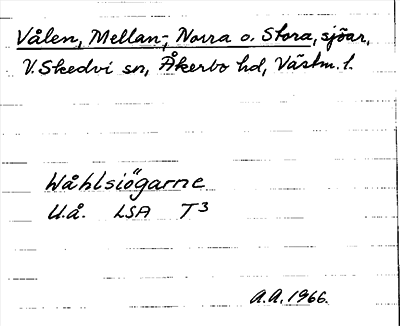 Vålen, Mellan-, Norra o. Stora, sjöar,
V. Skedvi sn, Åkerbo hd, Västm. l.
Wåhlsiögarne
U.å. LSA T3
A.A. 1966.